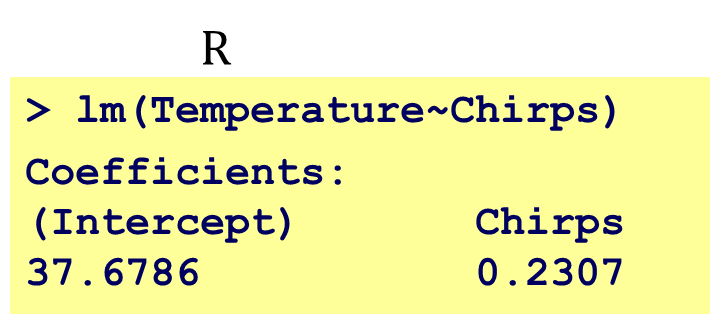 R
> lm(Temperature~Chirps)
Coefficients:
(Intercept) Chirps
37.6786 0.2307